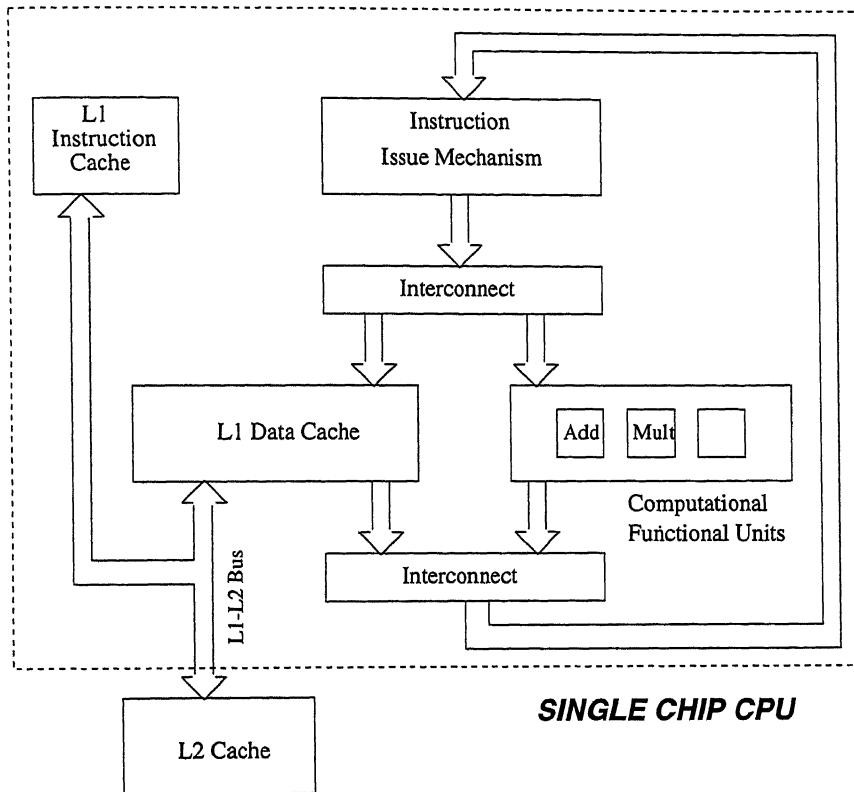 L1
Instruction
Cache
Instruction
Issue Mechanism
Interconnect
L1 Data Cache
Add
Mult
Computational
Functional Units
Interconnect
L1-L2 Bus
L2 Cache
SINGLE CHIP CPU